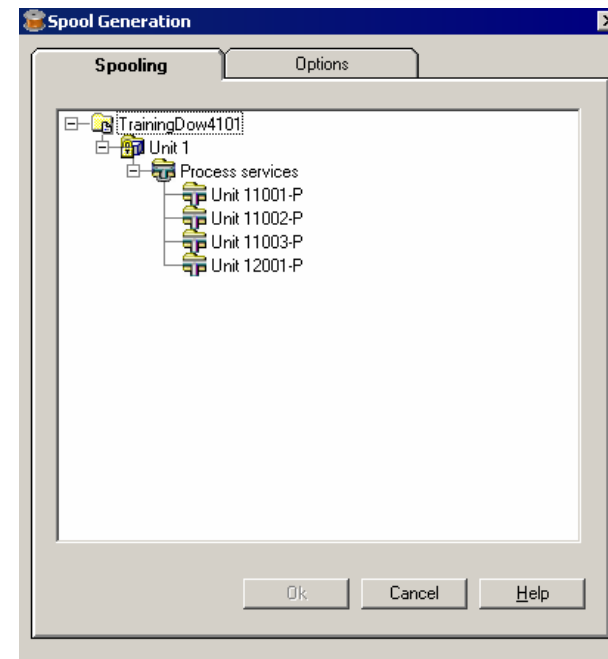 Spool Generation
Spooling Options
TrainingDow4101
Unit 1
Process services
Unit 11001-P
Unit 11002-P
Unit 11003-P
Unit 12001-P
Ok Cancel Help